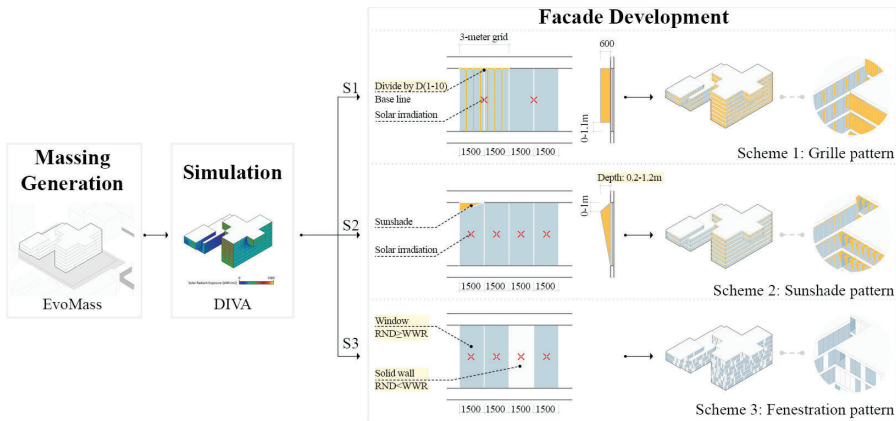 Facade Development
3-meter grid
600
S1
Divide by D(1-10)
Base line
Solar irradiation
0-1.1m
1500 1500 1500 1500
Scheme 1: Grille pattern
Massing
Generation
EvoMass
Simulation
DIVA
Depth: 0.2-1.2m
S2
0-1m
Sunshade
Solar irradiation
1500 1500 1500 1500
Scheme 2: Sunshade pattern
S3
Window
RND≥WWR
Solid wall
RND<WWR
1500 1500 1500 1500
Scheme 3: Fenestration pattern